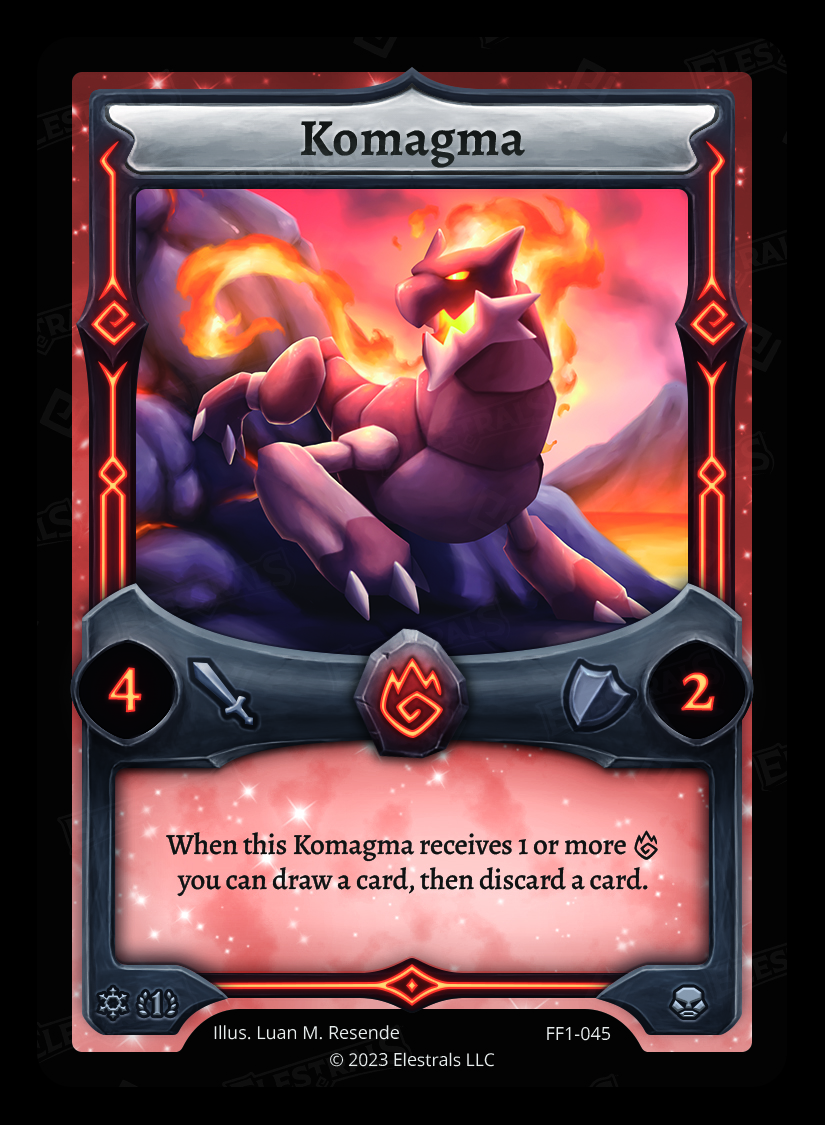 Komagma
4
2
When this Komagma receives 1 or more
you can draw a card, then discard a card.
1
Illus. Luan M. Resende
FF1-045
© 2023 Elestrals LLC
ELESTRALS